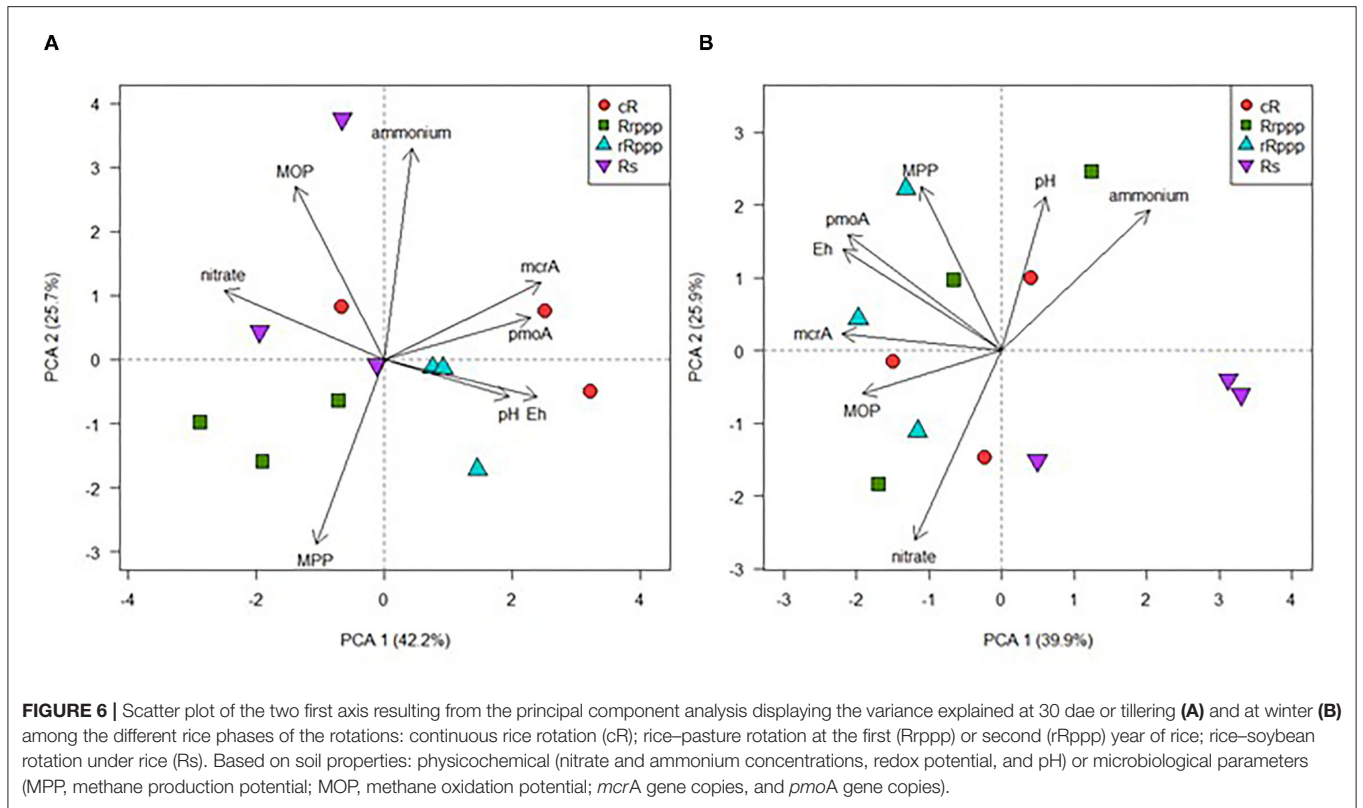 A
B
4
3
2
1
0
-1
-2
-3
PCA 2 (25.7%)
-4
-2
0
2
4
PCA 1 (42.2%)
ammonium
MOP
nitrate
mcrA
pmoA
pH
Eh
MPP
cR
Rrppp
rRppp
Rs
3
2
1
0
-1
-2
-3
PCA 2 (25.9%)
-3
-2
-1
0
1
2
3
4
PCA 1 (39.9%)
MPP
pH
ammonium
pmoA
Eh
mcrA
MOP
nitrate
cR
Rrppp
rRppp
Rs
FIGURE 6 | Scatter plot of the two first axis resulting from the principal component analysis displaying the variance explained at 30 dae or tillering (A) and at winter (B)
among the different rice phases of the rotations: continuous rice rotation (cR); rice–pasture rotation at the first (Rrppp) or second (rRppp) year of rice; rice–soybean
rotation under rice (Rs). Based on soil properties: physicochemical (nitrate and ammonium concentrations, redox potential, and pH) or microbiological parameters
(MPP, methane production potential; MOP, methane oxidation potential; mcrA gene copies, and pmoA gene copies).